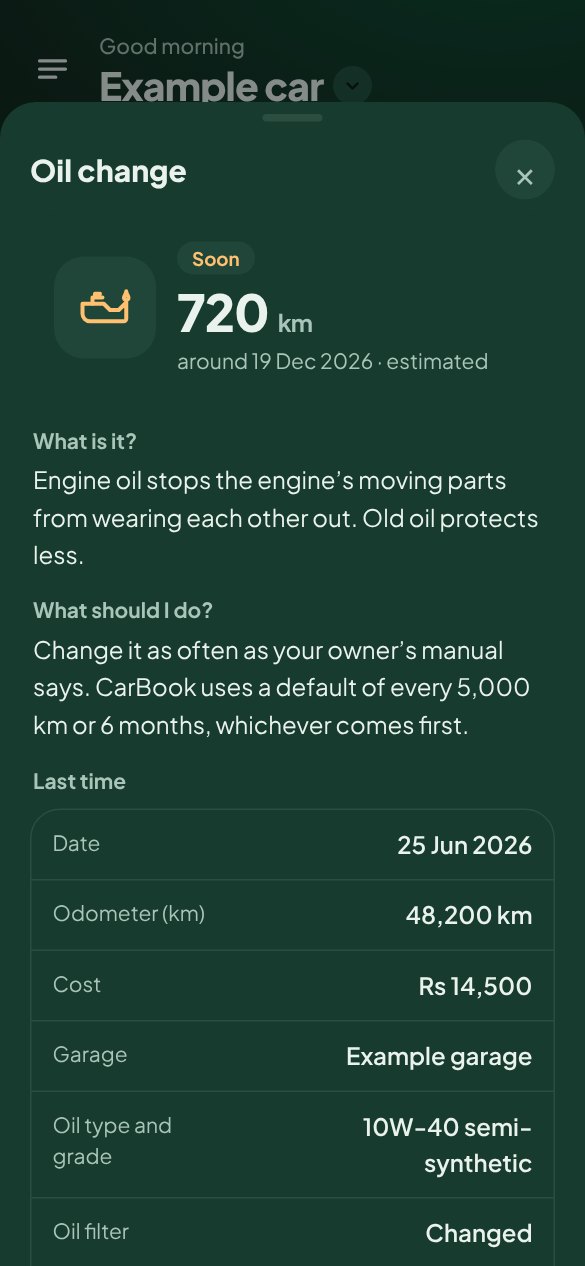 Good morning
Example car
Oil change
Soon
720 km
around 19 Dec 2026 · estimated
What is it?
Engine oil stops the engine’s moving parts
from wearing each other out. Old oil protects
less.
What should I do?
Change it as often as your owner’s manual
says. CarBook uses a default of every 5,000
km or 6 months, whichever comes first.
Last time
Date 25 Jun 2026
Odometer (km) 48,200 km
Cost Rs 14,500
Garage Example garage
Oil type and grade 10W-40 semi-
synthetic
Oil filter Changed